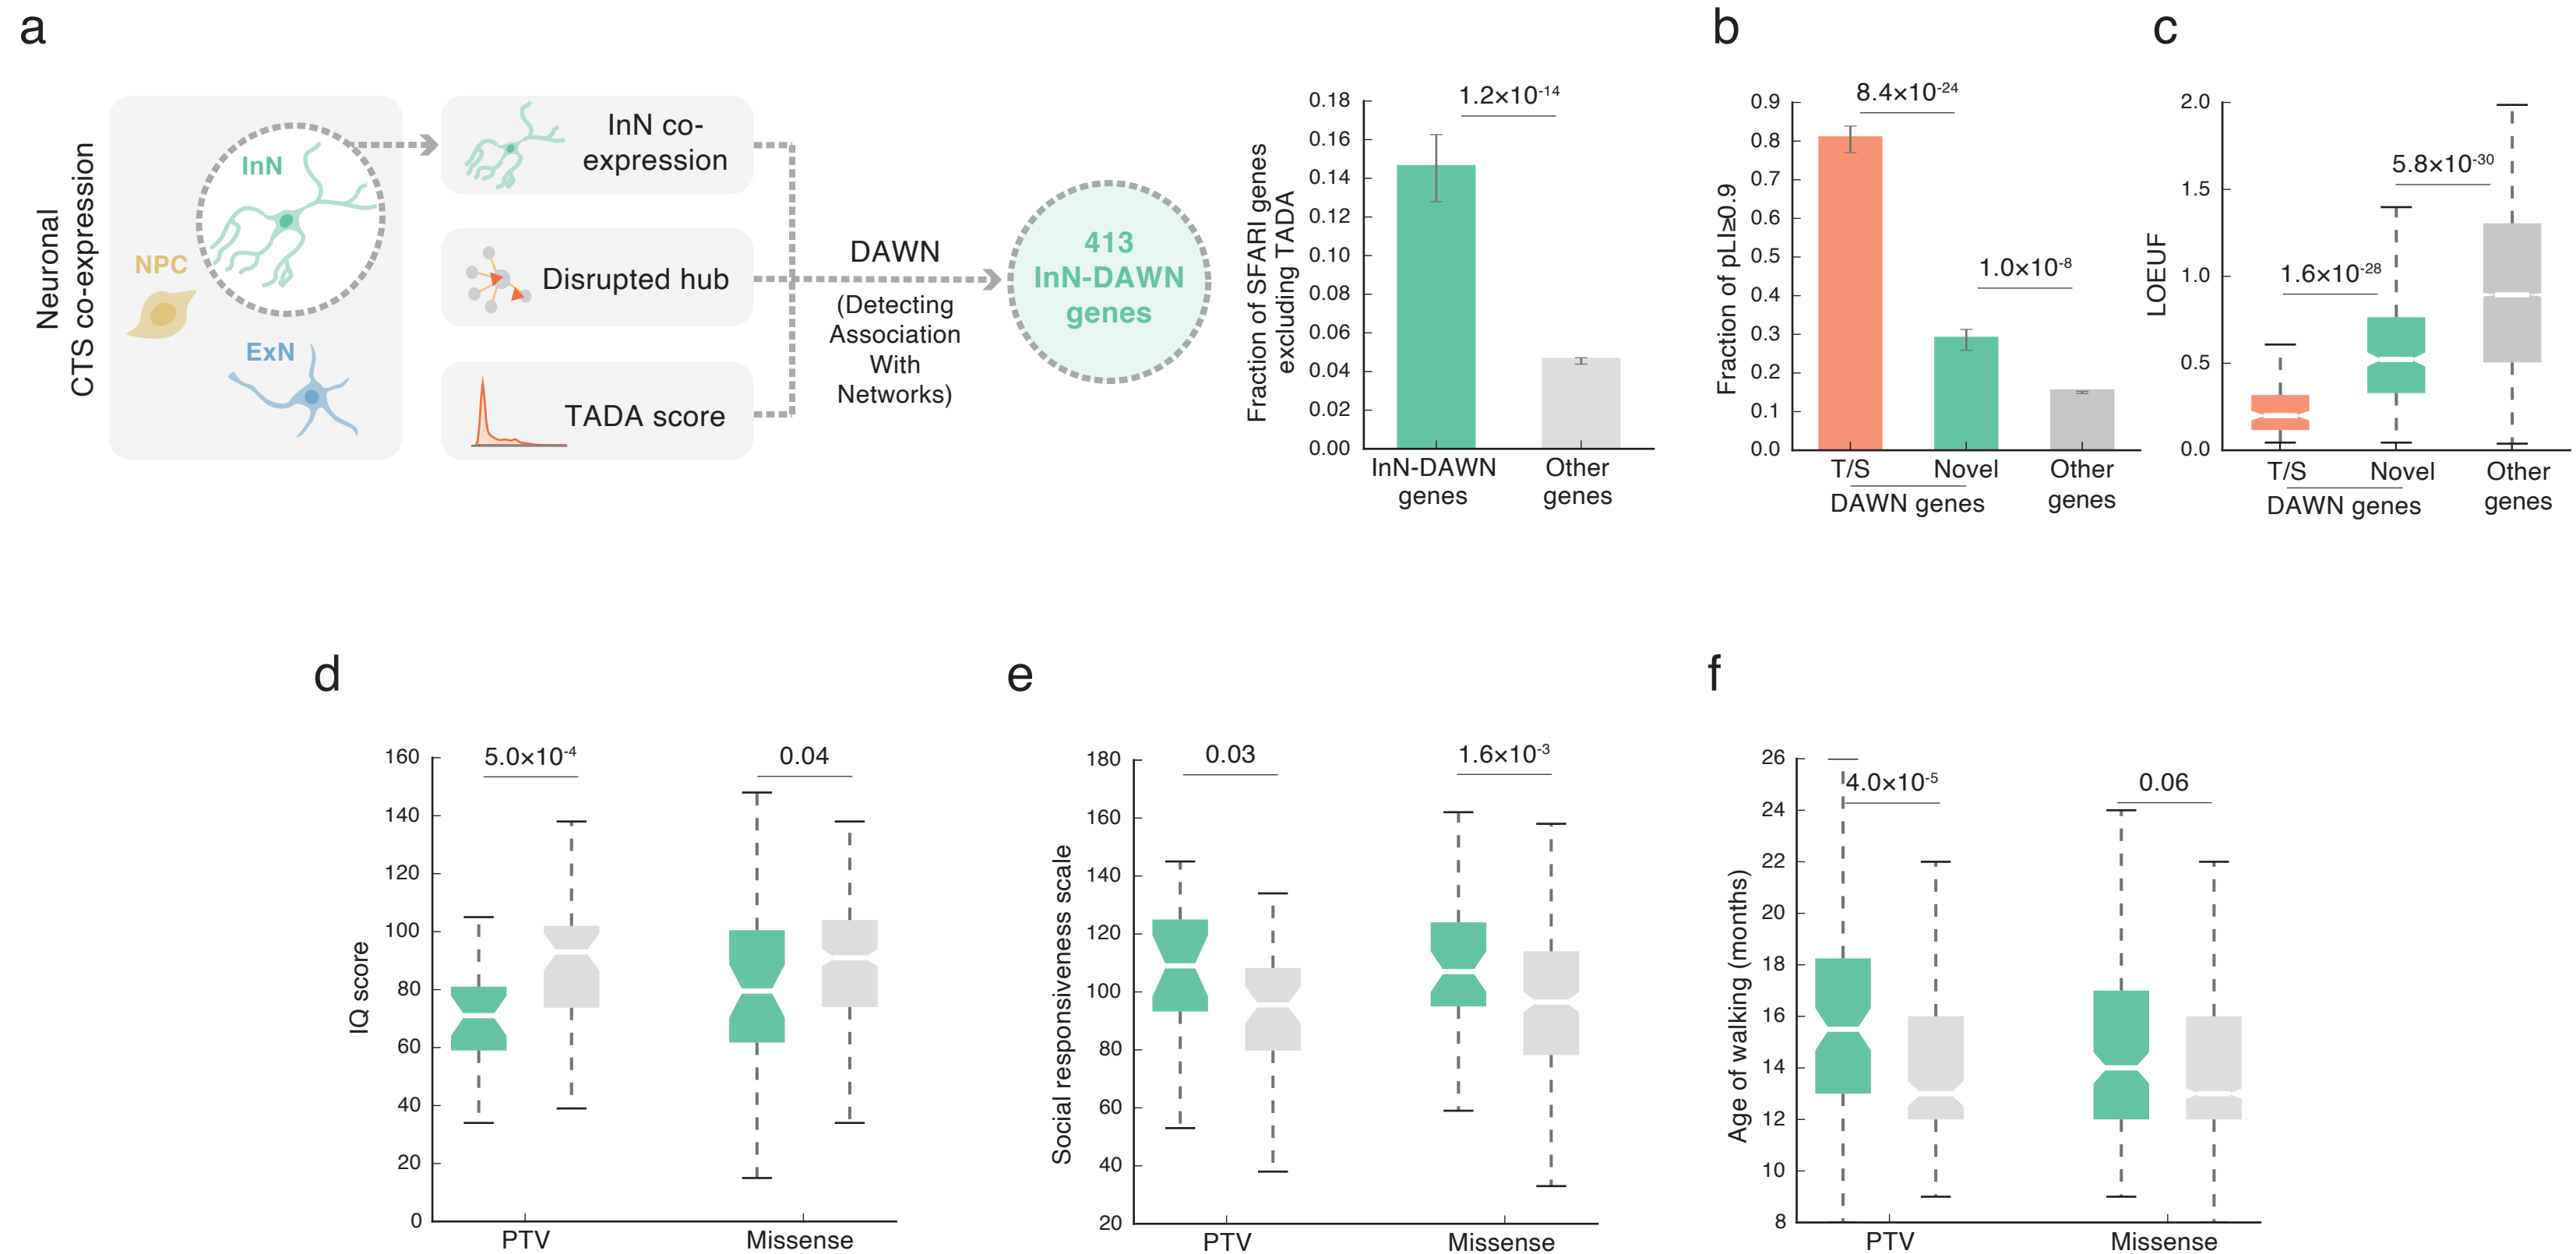 a
Neuronal
CTS co-expression
InN
NPC
ExN
InN co-
expression
Disrupted hub
TADA score
DAWN
(Detecting
Association
With
Networks)
413
InN-DAWN
genes
Fraction of SFARI genes
excluding TADA
0.18
0.16
0.14
0.12
0.10
0.08
0.06
0.04
0.02
0.00
1.2×10-14
InN-DAWN
genes
Other
genes
b
Fraction of pLI≥0.9
0.9
0.8
0.7
0.6
0.5
0.4
0.3
0.2
0.1
0.0
8.4×10-24
1.0×10-8
T/S
Novel
Other
genes
DAWN genes
c
LOEUF
2.0
1.5
1.0
0.5
0.0
1.6×10-28
5.8×10-30
T/S
Novel
Other
genes
DAWN genes
d
IQ score
160
140
120
100
80
60
40
20
0
5.0×10-4
0.04
PTV
Missense
e
Social responsiveness scale
180
160
140
120
100
80
60
40
20
0.03
1.6×10-3
PTV
Missense
f
Age of walking (months)
26
24
22
20
18
16
14
12
10
8
4.0×10-5
0.06
PTV
Missense